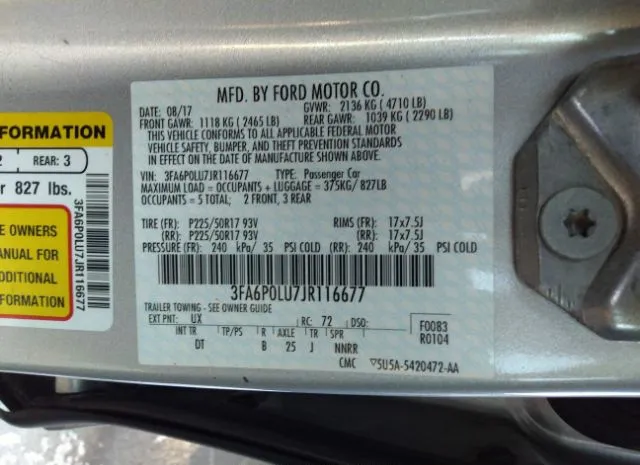 MFD. BY FORD MOTOR CO.
DATE: 08/17 GVWR: 2136 KG ( 4710 LB)
FRONT GAWR: 1118 KG ( 2465 LB) REAR GAWR: 1039 KG ( 2290 LB)
THIS VEHICLE CONFORMS TO ALL APPLICABLE FEDERAL MOTOR
VEHICLE SAFETY, BUMPER, AND THEFT PREVENTION STANDARDS
IN EFFECT ON THE DATE OF MANUFACTURE SHOWN ABOVE.
VIN: 3FA6P0LU7JR116677 TYPE: Passenger Car
MAXIMUM LOAD = OCCUPANTS + LUGGAGE = 375KG/ 827LB
OCCUPANTS = 5 TOTAL; 2 FRONT, 3 REAR
TIRE (FR): P225/50R17 93V RIMS (FR): 17x7.5J
(RR): P225/50R17 93V (RR): 17x7.5J
PRESSURE (FR): 240 kPa/ 35 PSI COLD (RR): 240 kPa/ 35 PSI COLD
3FA6P0LU7JR116677
TRAILER TOWING - SEE OWNER GUIDE
EXT PNT: UX RC: 72 DSO: F0083
INT TR TP/PS R AXLE TR SPR R0104
DT B 25 J NNRR
CMC ▽5U5A-5420472-AA
FORMATION
2 REAR: 3
r 827 lbs.
E OWNERS
ANUAL FOR
DDITIONAL
ORMATION
3FA6P0LU7JR116677